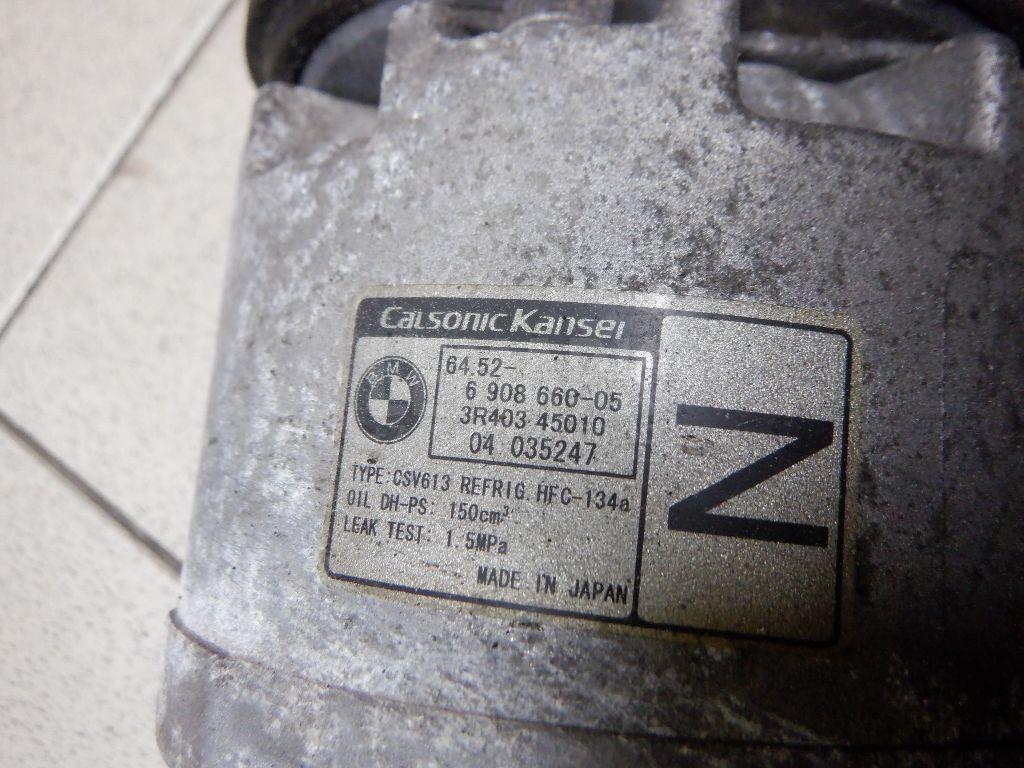 Calsonic Kansei
BMW
64.52-
6 908 660-05
3R403 45010
04 035247
TYPE:CSV613 REFRIG.HFC-134a
OIL DH-PS: 150cm³
LEAK TEST: 1.5MPa
MADE IN JAPAN
Z